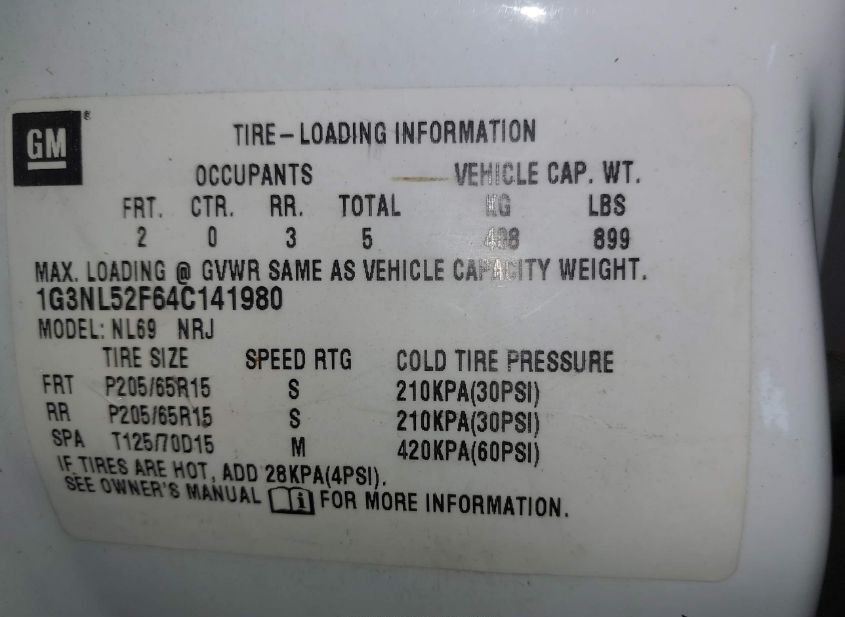 GM ®
TIRE–LOADING INFORMATION
OCCUPANTS VEHICLE CAP. WT.
FRT. CTR. RR. TOTAL KG LBS
2 0 3 5 408 899
MAX. LOADING @ GVWR SAME AS VEHICLE CAPACITY WEIGHT.
1G3NL52F64C141980
MODEL: NL69 NRJ
TIRE SIZE SPEED RTG COLD TIRE PRESSURE
FRT P205/65R15 S 210KPA(30PSI)
RR P205/65R15 S 210KPA(30PSI)
SPA T125/70D15 M 420KPA(60PSI)
IF TIRES ARE HOT, ADD 28KPA(4PSI).
SEE OWNER'S MANUAL i FOR MORE INFORMATION.